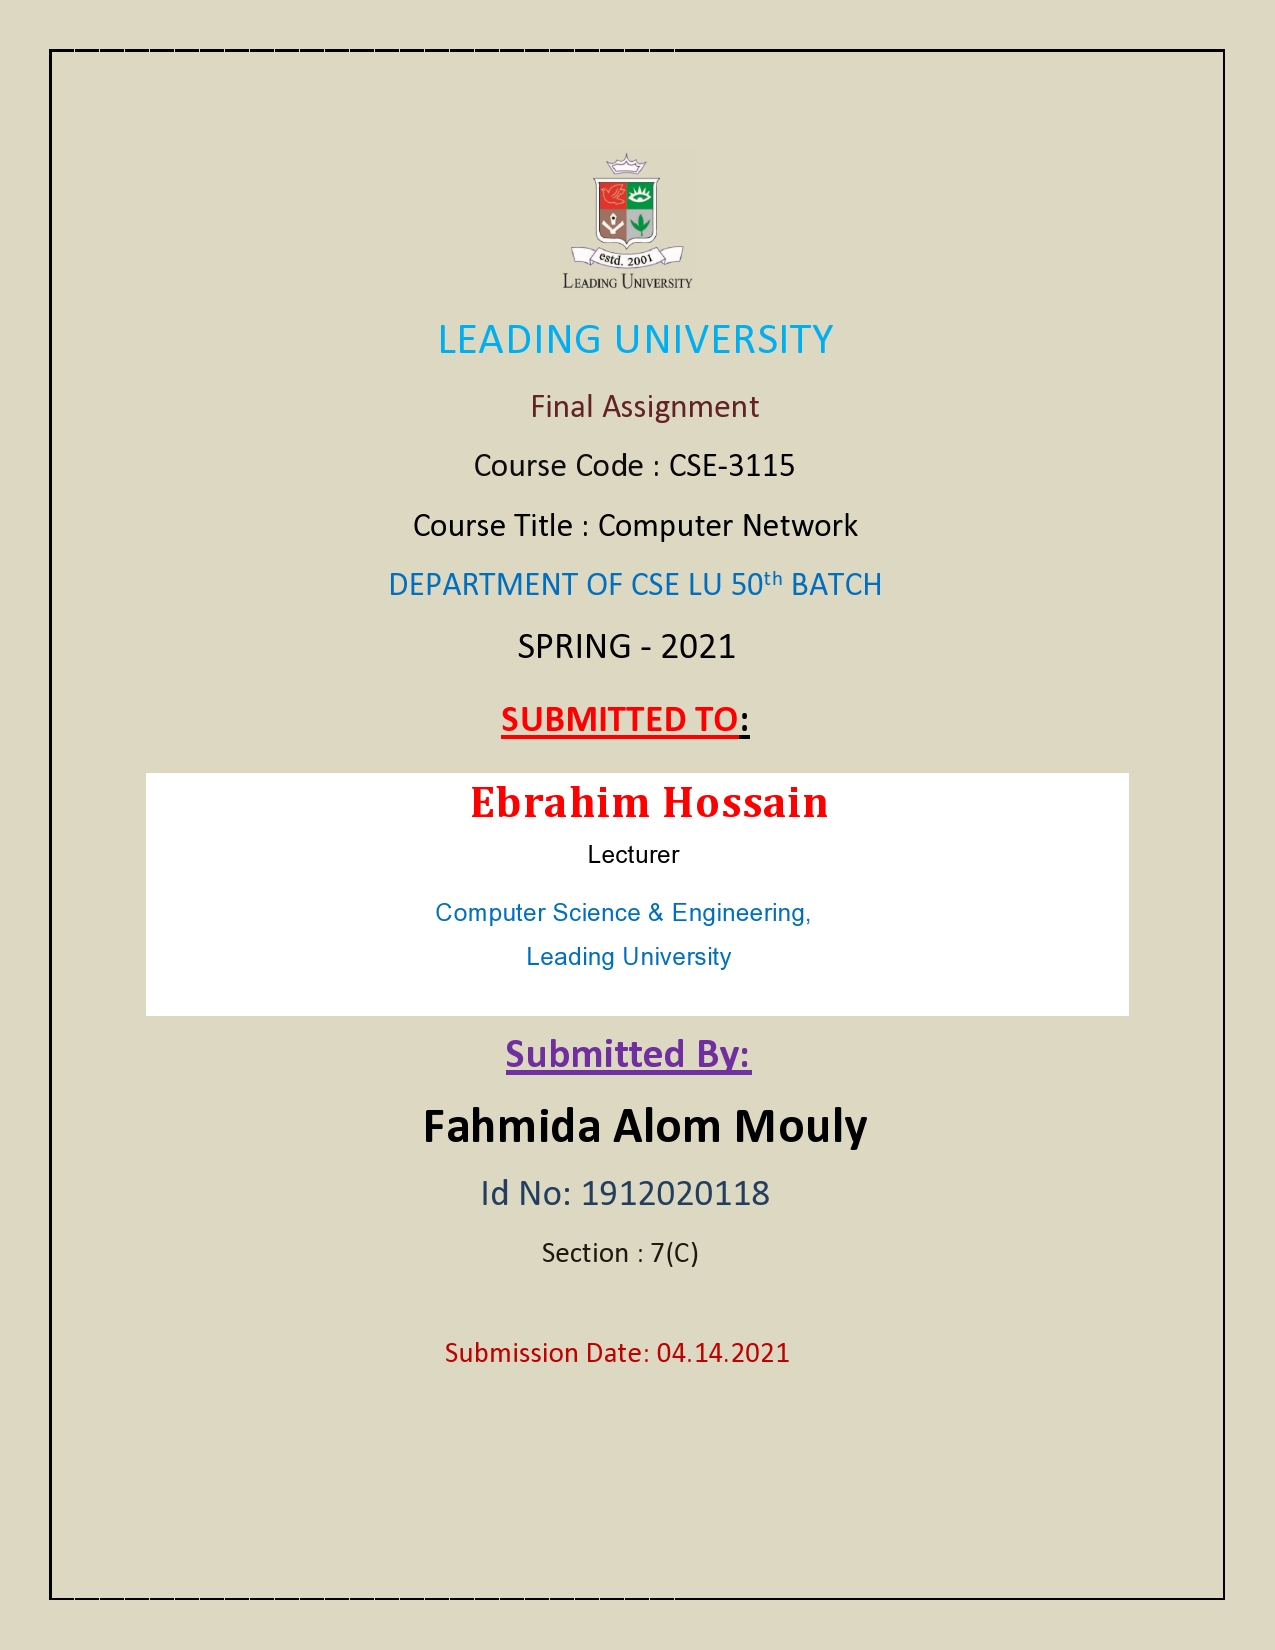 estd. 2001
LEADING UNIVERSITY
LEADING UNIVERSITY
Final Assignment
Course Code : CSE-3115
Course Title : Computer Network
DEPARTMENT OF CSE LU 50th BATCH
SPRING - 2021
SUBMITTED TO:
Ebrahim Hossain
Lecturer
Computer Science & Engineering,
Leading University
Submitted By:
Fahmida Alom Mouly
Id No: 1912020118
Section : 7(C)
Submission Date: 04.14.2021